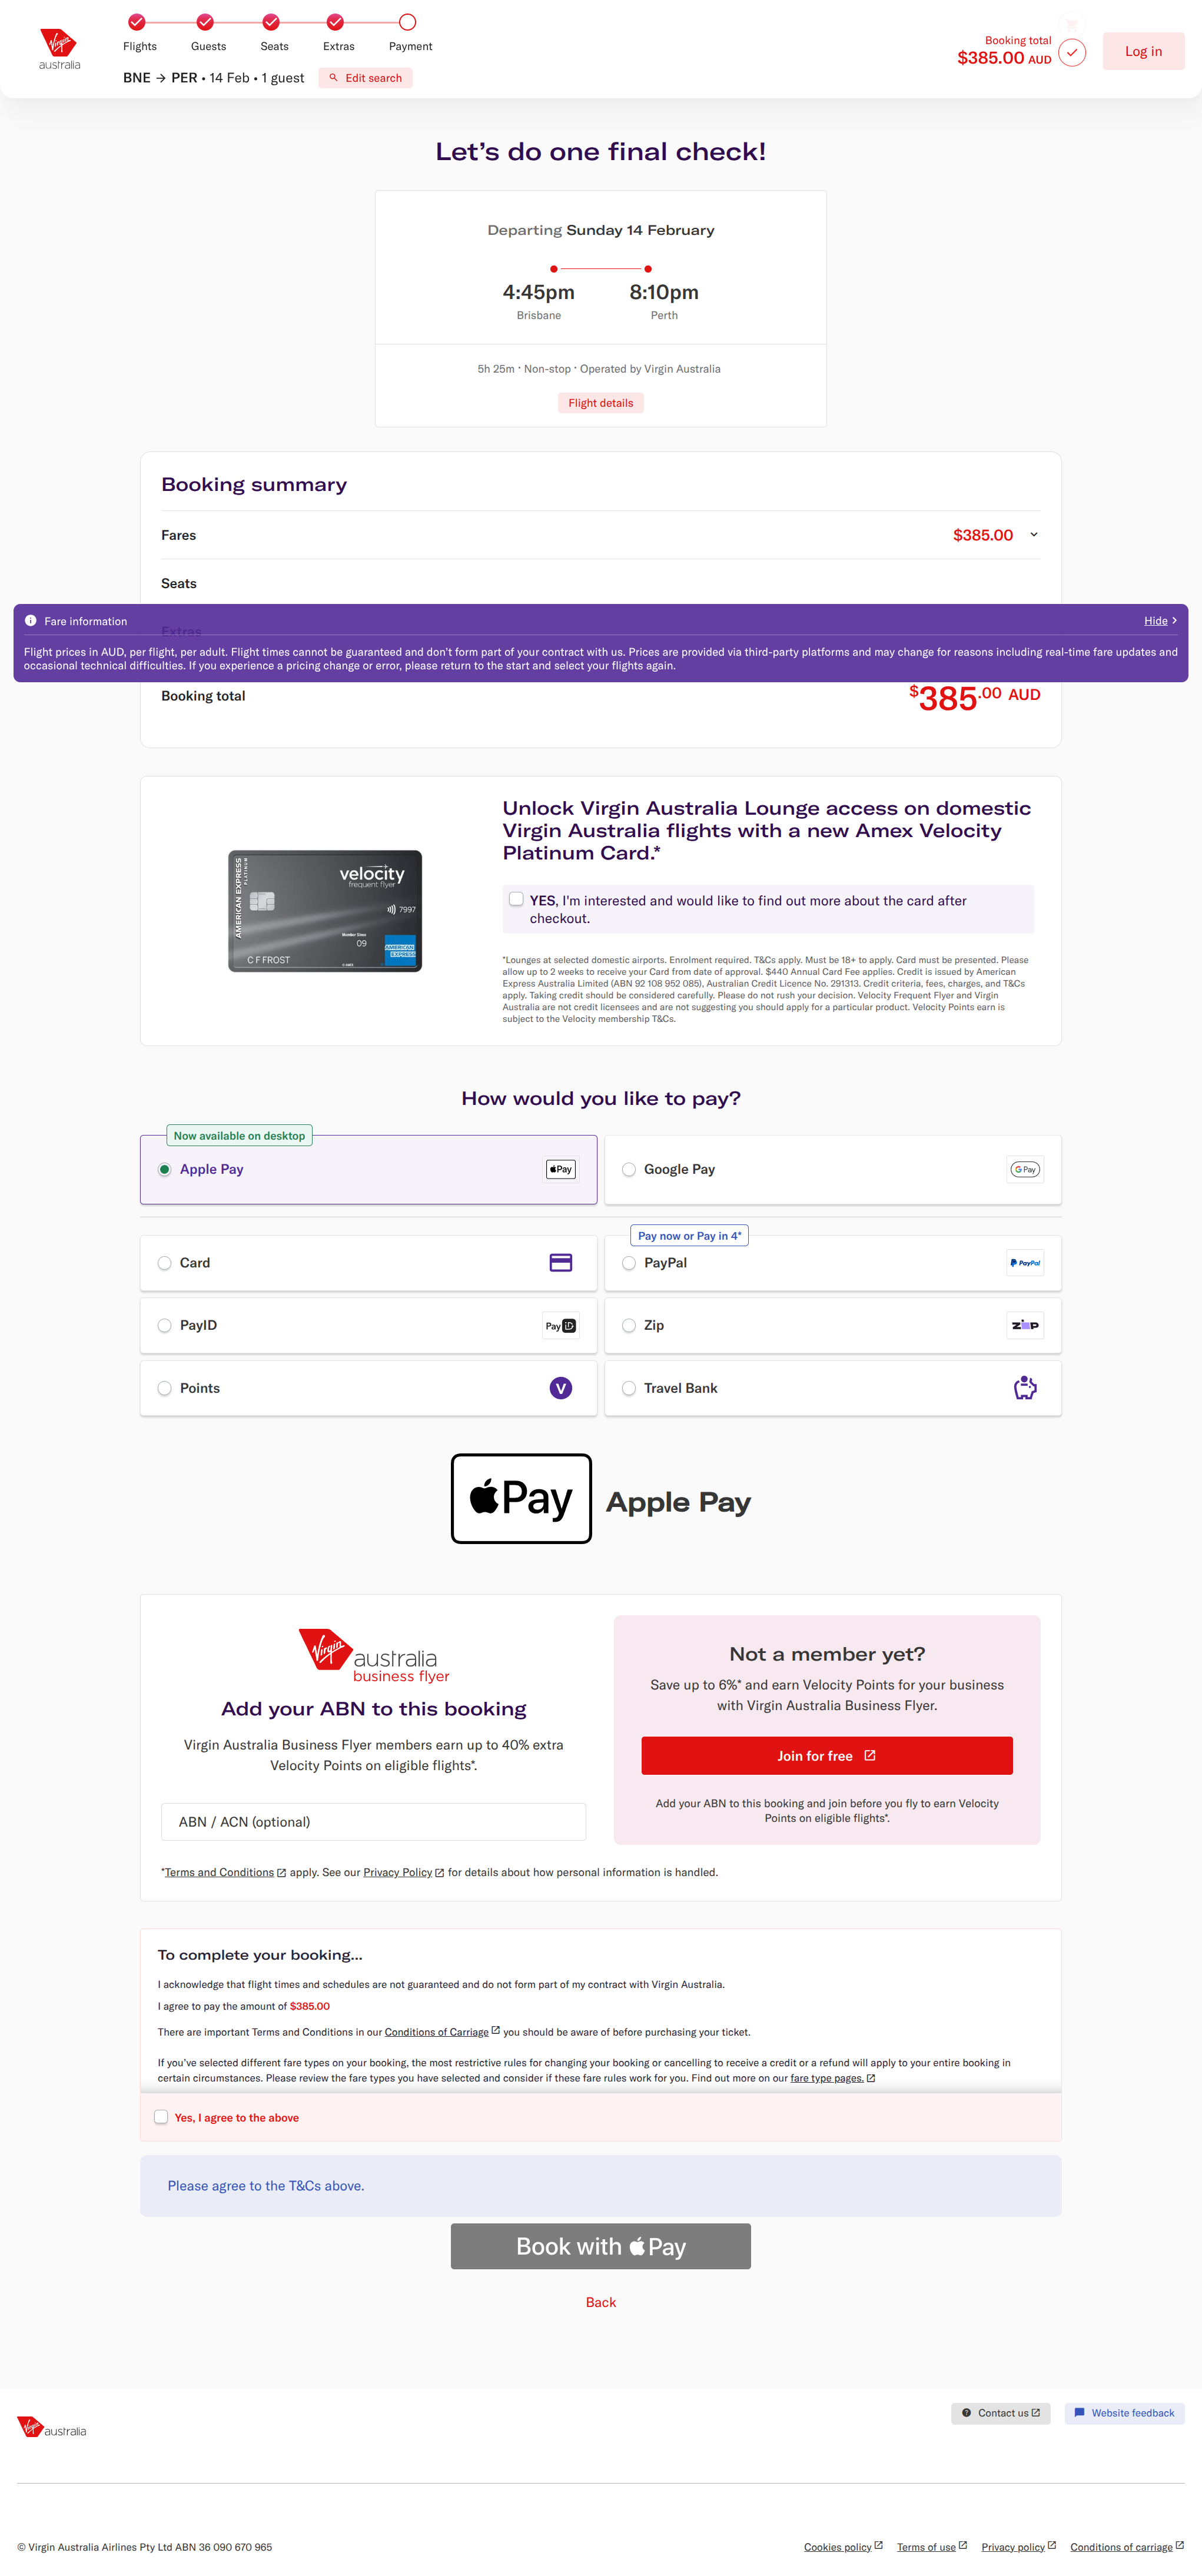 Virgin
australia
Flights
Guests
Seats
Extras
Payment
BNE → PER • 14 Feb • 1 guest
Edit search
Booking total
$385.00 AUD
Log in
Let's do one final check!
Departing Sunday 14 February
4:45pm
8:10pm
Brisbane
Perth
5h 25m • Non-stop • Operated by Virgin Australia
Flight details
Booking summary
Fares
$385.00
Seats
Extras
Fare information
Hide
Flight prices in AUD, per flight, per adult. Flight times cannot be guaranteed and don't form part of your contract with us. Prices are provided via third-party platforms and may change for reasons including real-time fare updates and
occasional technical difficulties. If you experience a pricing change or error, please return to the start and select your flights again.
Booking total
$385.00 AUD
AMERICAN EXPRESS
PLATINUM
velocity
frequent flyer
7997
Member Since
09
C F FROST
AMERICAN
EXPRESS
Unlock Virgin Australia Lounge access on domestic
Virgin Australia flights with a new Amex Velocity
Platinum Card.*
YES, I'm interested and would like to find out more about the card after
checkout.
*Lounges at selected domestic airports. Enrolment required. T&Cs apply. Must be 18+ to apply. Card must be presented. Please
allow up to 2 weeks to receive your Card from date of approval. $440 Annual Card Fee applies. Credit is issued by American
Express Australia Limited (ABN 92 108 952 085), Australian Credit Licence No. 291313. Credit criteria, fees, charges, and T&Cs
apply. Taking credit should be considered carefully. Please do not rush your decision. Velocity Frequent Flyer and Virgin
Australia are not credit licensees and are not suggesting you should apply for a particular product. Velocity Points earn is
subject to the Velocity membership T&Cs.
How would you like to pay?
Now available on desktop
Apple Pay
Pay
Google Pay
G Pay
Pay now or Pay in 4*
Card
PayPal
PayPal
PayID
PayID
Zip
ZIP
Points
V
Travel Bank
Pay
Apple Pay
Virgin
australia
business flyer
Add your ABN to this booking
Virgin Australia Business Flyer members earn up to 40% extra
Velocity Points on eligible flights*.
ABN / ACN (optional)
Not a member yet?
Save up to 6%* and earn Velocity Points for your business
with Virgin Australia Business Flyer.
Join for free
Add your ABN to this booking and join before you fly to earn Velocity
Points on eligible flights*.
*Terms and Conditions apply. See our Privacy Policy for details about how personal information is handled.
To complete your booking...
I acknowledge that flight times and schedules are not guaranteed and do not form part of my contract with Virgin Australia.
I agree to pay the amount of $385.00
There are important Terms and Conditions in our Conditions of Carriage you should be aware of before purchasing your ticket.
If you've selected different fare types on your booking, the most restrictive rules for changing your booking or cancelling to receive a credit or a refund will apply to your entire booking in
certain circumstances. Please review the fare types you have selected and consider if these fare rules work for you. Find out more on our fare type pages.
Yes, I agree to the above
Please agree to the T&Cs above.
Book with Pay
Back
Virgin
australia
Contact us
Website feedback
© Virgin Australia Airlines Pty Ltd ABN 36 090 670 965
Cookies policy
Terms of use
Privacy policy
Conditions of carriage